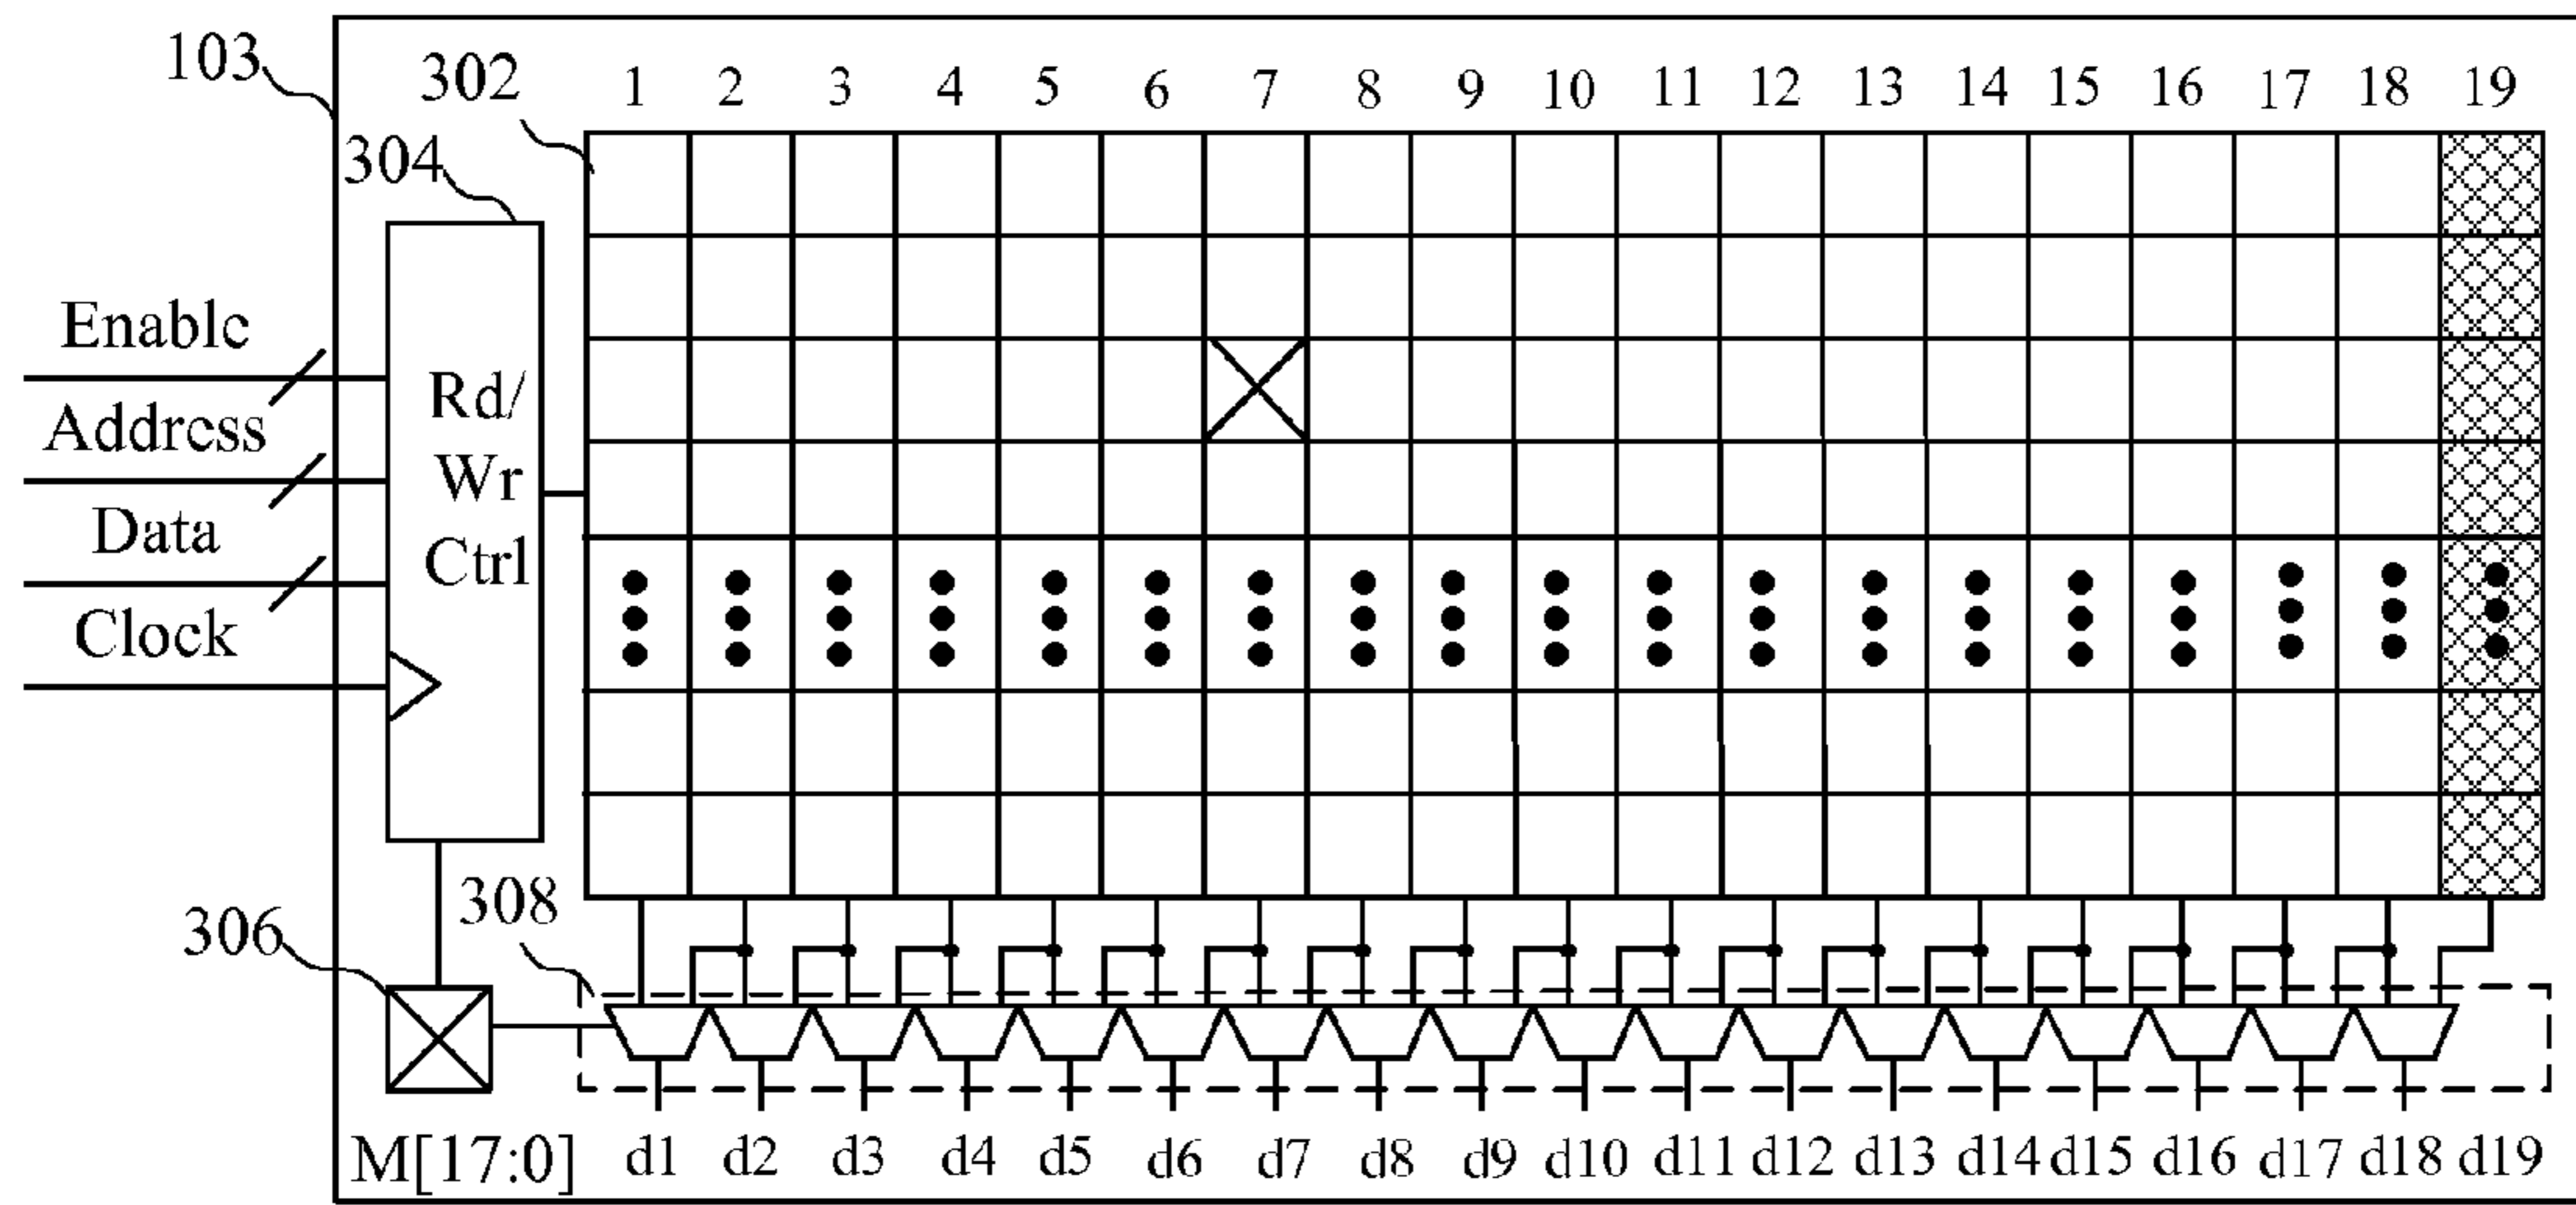 103
302
1 2 3 4 5 6 7 8 9 10 11 12 13 14 15 16 17 18 19
304
Enable
Address
Data
Clock
Rd/
Wr
Ctrl
308
306
M[17:0] d1 d2 d3 d4 d5 d6 d7 d8 d9 d10 d11 d12 d13 d14 d15 d16 d17 d18 d19